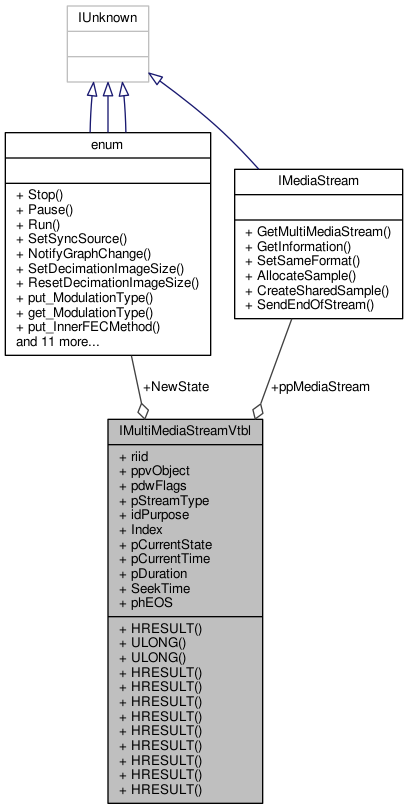 IUnknown
enum
+ Stop()
+ Pause()
+ Run()
+ SetSyncSource()
+ NotifyGraphChange()
+ SetDecimationImageSize()
+ ResetDecimationImageSize()
+ put_ModulationType()
+ get_ModulationType()
+ put_InnerFECMethod()
and 11 more...
IMediaStream
+ GetMultiMediaStream()
+ GetInformation()
+ SetSameFormat()
+ AllocateSample()
+ CreateSharedSample()
+ SendEndOfStream()
+NewState
+ppMediaStream
IMultiMediaStreamVtbl
+ riid
+ ppvObject
+ pdwFlags
+ pStreamType
+ idPurpose
+ Index
+ pCurrentState
+ pCurrentTime
+ pDuration
+ SeekTime
+ phEOS
+ HRESULT()
+ ULONG()
+ ULONG()
+ HRESULT()
+ HRESULT()
+ HRESULT()
+ HRESULT()
+ HRESULT()
+ HRESULT()
+ HRESULT()
+ HRESULT()
+ HRESULT()